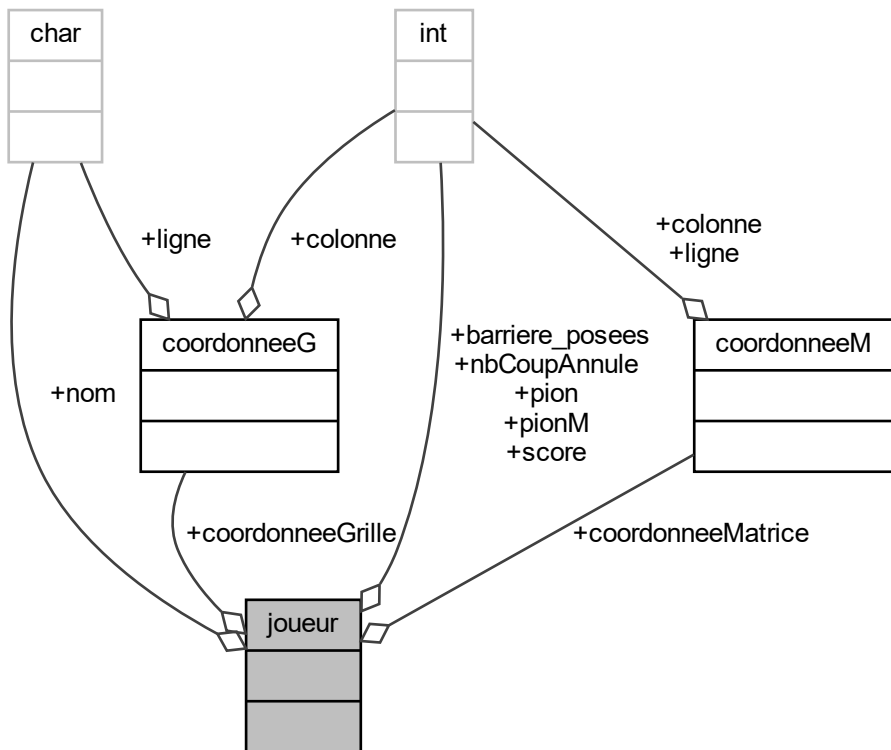 char
int
+ligne
+colonne
+colonne
+ligne
coordonneeG
+barriere_posees
+nbCoupAnnule
+pion
+pionM
+score
coordonneeM
+nom
+coordonneeGrille
+coordonneeMatrice
joueur